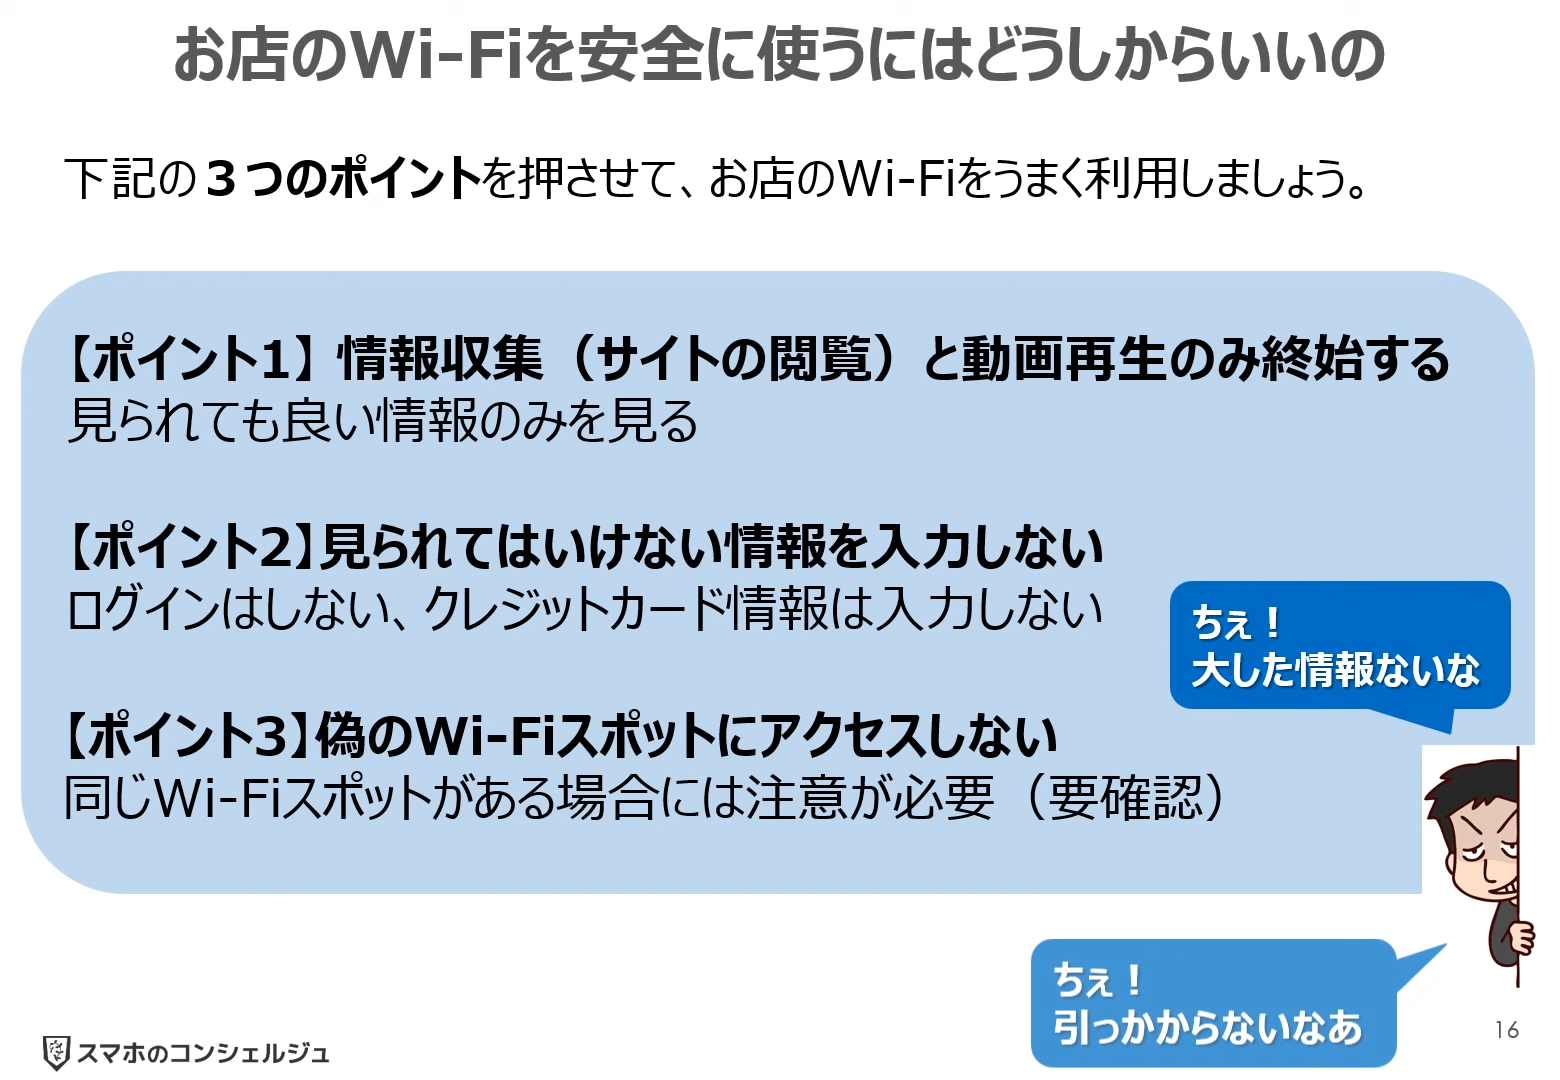 お店のWi-Fiを安全に使うにはどうしからいいの
下記の３つのポイントを押させて、お店のWi-Fiをうまく利用しましょう。
【ポイント1】 情報収集（サイトの閲覧）と動画再生のみ終始する
見られても良い情報のみを見る
【ポイント2】見られてはいけない情報を入力しない
ログインはしない、クレジットカード情報は入力しない
ちぇ！
大した情報ないな
【ポイント3】偽のWi-Fiスポットにアクセスしない
同じWi-Fiスポットがある場合には注意が必要（要確認）
ちぇ！
引っかからないなあ
スマホのコンシェルジュ
16